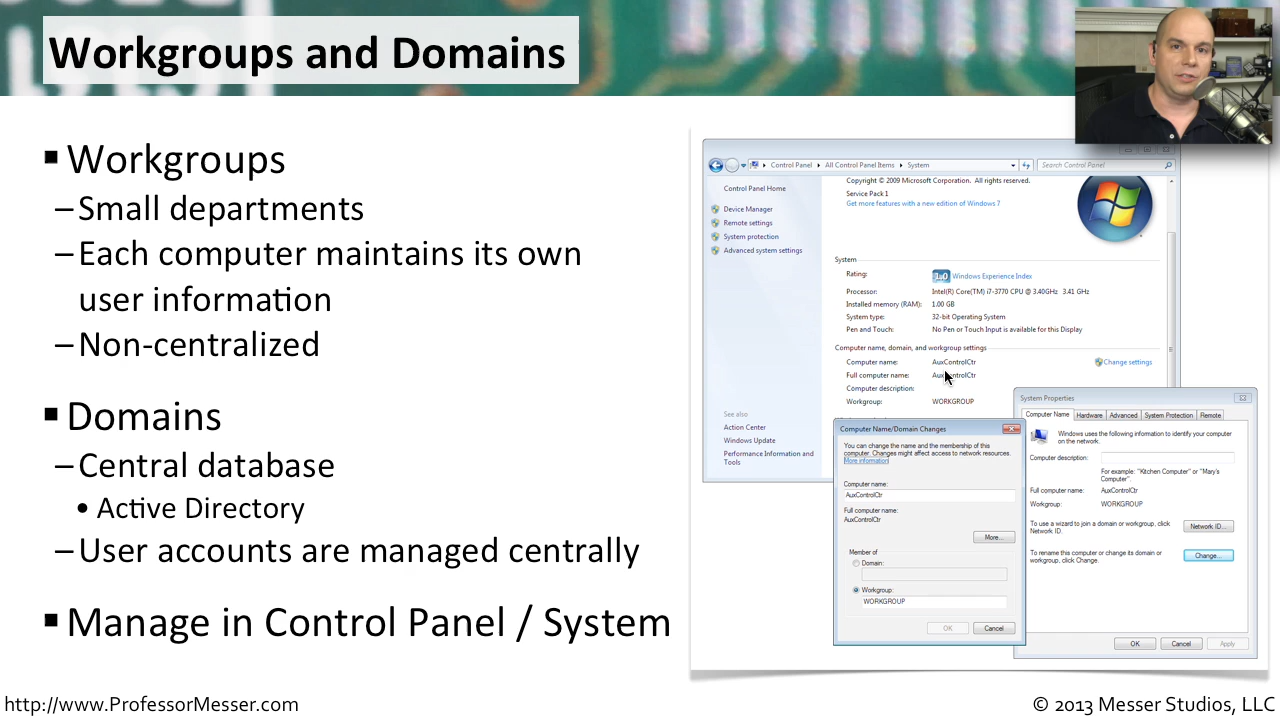 Workgroups and Domains
▪ Workgroups
– Small departments
– Each computer maintains its own
user information
– Non-centralized
▪ Domains
– Central database
• Active Directory
– User accounts are managed centrally
▪ Manage in Control Panel / System
Control Panel ▸ All Control Panel Items ▸ System
Search Control Panel
Control Panel Home
Device Manager
Remote settings
System protection
Advanced system settings
See also
Action Center
Windows Update
Performance Information and
Tools
Copyright © 2009 Microsoft Corporation. All rights reserved.
Service Pack 1
Get more features with a new edition of Windows 7
System
Rating: 1.0 Windows Experience Index
Processor: Intel(R) Core(TM) i7-3770 CPU @ 3.40GHz 3.41 GHz
Installed memory (RAM): 1.00 GB
System type: 32-bit Operating System
Pen and Touch: No Pen or Touch Input is available for this Display
Computer name, domain, and workgroup settings
Computer name: AuxControlCtr Change settings
Full computer name: AuxControlCtr
Computer description:
Workgroup: WORKGROUP
Computer Name/Domain Changes
You can change the name and the membership of this
computer. Changes might affect access to network resources.
More information
Computer name:
AuxControlCtr
Full computer name:
AuxControlCtr
More...
Member of
Domain:
Workgroup:
WORKGROUP
OK Cancel
System Properties
Computer Name Hardware Advanced System Protection Remote
Windows uses the following information to identify your computer
on the network.
Computer description:
For example: "Kitchen Computer" or "Mary's
Computer".
Full computer name: AuxControlCtr
Workgroup: WORKGROUP
To use a wizard to join a domain or workgroup, click
Network ID.
Network ID...
To rename this computer or change its domain or
workgroup, click Change.
Change...
OK Cancel Apply
http://www.ProfessorMesser.com
© 2013 Messer Studios, LLC